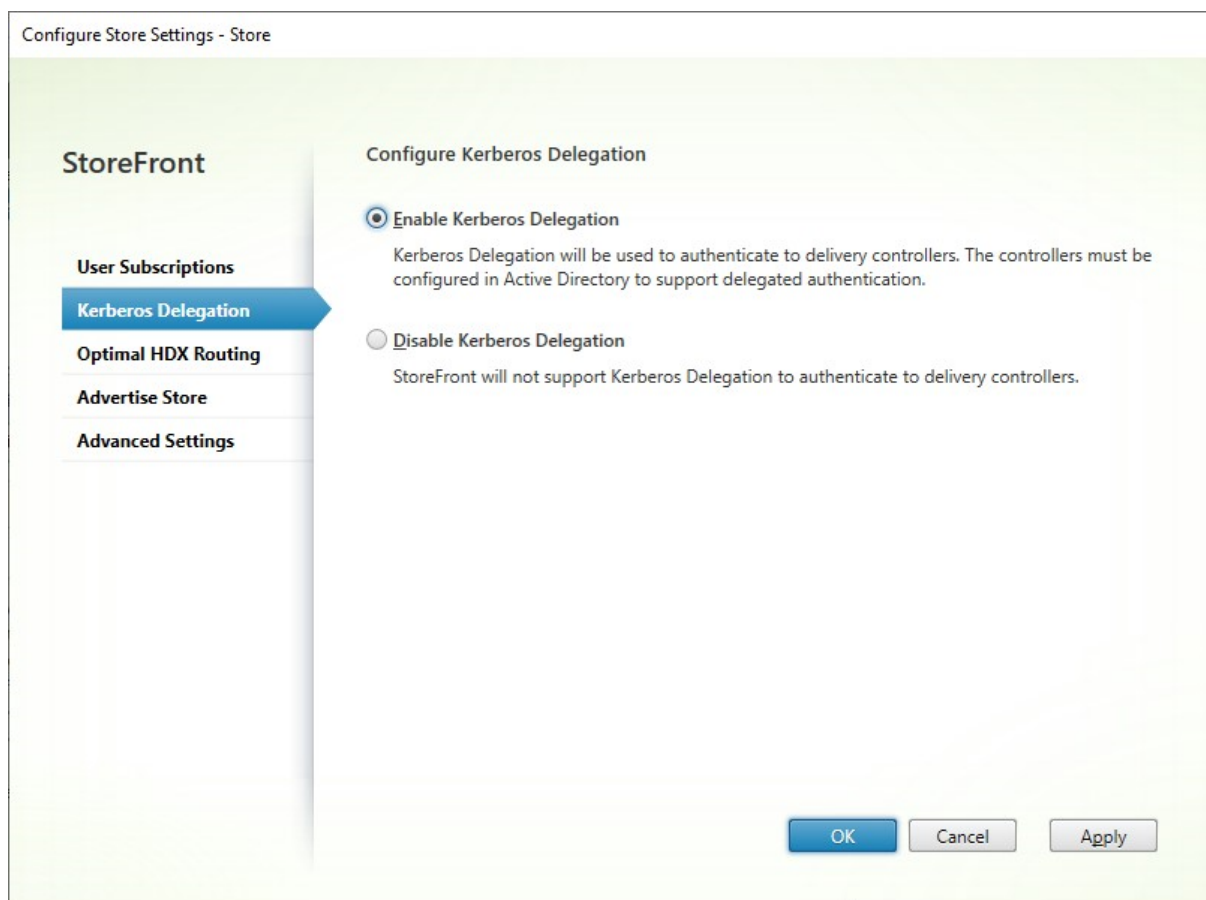 Configure Store Settings - Store
StoreFront
User Subscriptions
Kerberos Delegation
Optimal HDX Routing
Advertise Store
Advanced Settings
Configure Kerberos Delegation
Enable Kerberos Delegation
Kerberos Delegation will be used to authenticate to delivery controllers. The controllers must be
configured in Active Directory to support delegated authentication.
Disable Kerberos Delegation
StoreFront will not support Kerberos Delegation to authenticate to delivery controllers.
OK
Cancel
Apply